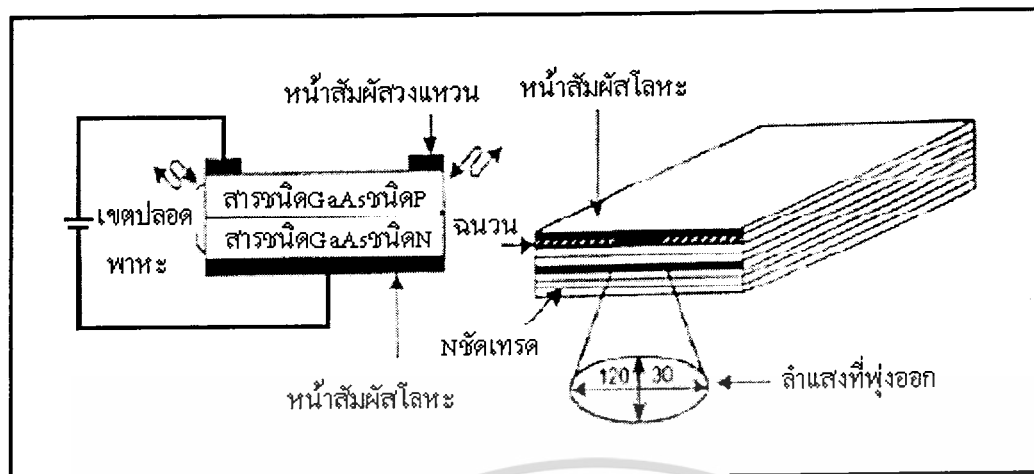 หน้าสัมผัสวงแหวน
หน้าสัมผัสโลหะ
สารชนิดGaAsชนิดP
เขตปลอด
พาหะ
สารชนิดGaAsชนิดN
ฉนวน
Nชัดเทรด
120 30
ลำแสงที่พุ่งออก
หน้าสัมผัสโลหะ